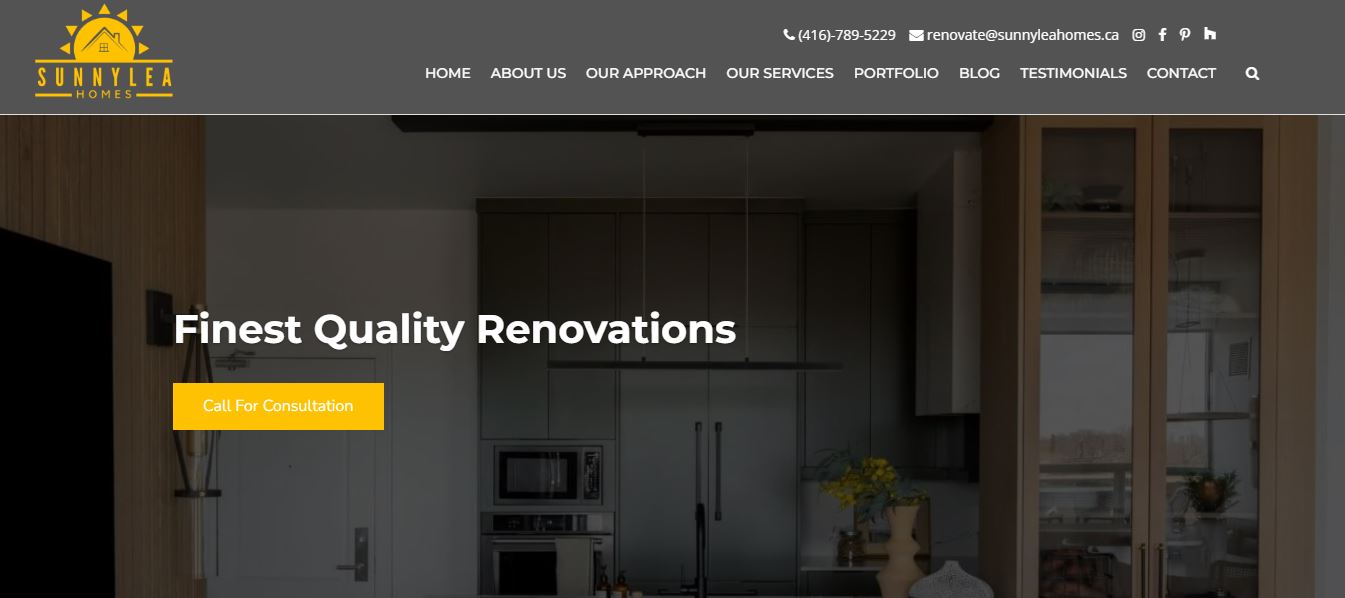 SUNNYLEA
HOMES
(416)-789-5229 renovate@sunnyleahomes.ca
HOME ABOUT US OUR APPROACH OUR SERVICES PORTFOLIO BLOG TESTIMONIALS CONTACT
Finest Quality Renovations
Call For Consultation